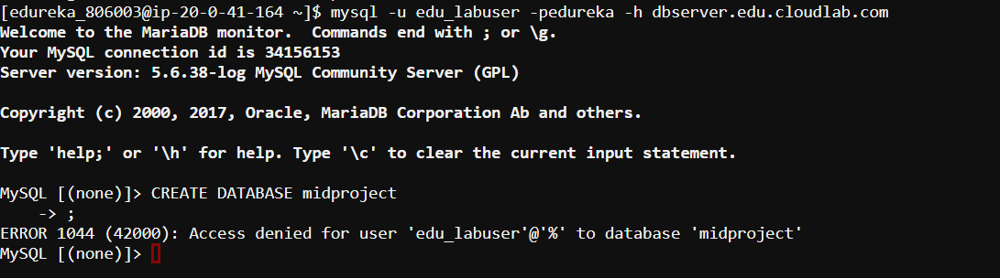 [edureka_806003@ip-20-0-41-164 ~]$ mysql -u edu_labuser -pedureka -h dbserver.edu.cloudlab.com
Welcome to the MariaDB monitor.  Commands end with ; or \g.
Your MySQL connection id is 34156153
Server version: 5.6.38-log MySQL Community Server (GPL)

Copyright (c) 2000, 2017, Oracle, MariaDB Corporation Ab and others.

Type 'help;' or '\h' for help. Type '\c' to clear the current input statement.

MySQL [(none)]> CREATE DATABASE midproject
    -> ;
ERROR 1044 (42000): Access denied for user 'edu_labuser'@'%' to database 'midproject'
MySQL [(none)]>